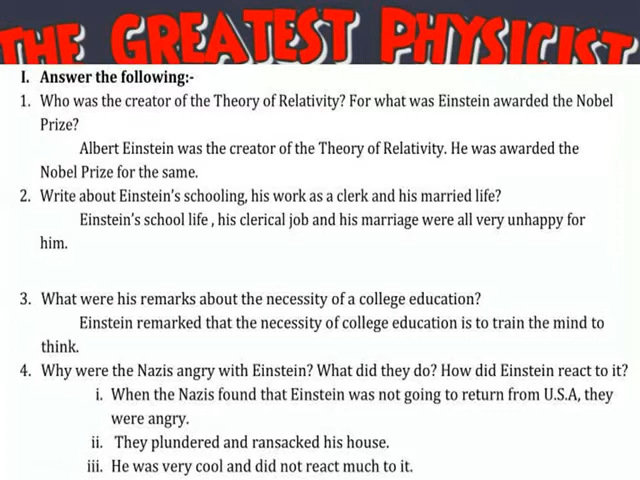 THE GREATEST PHYSICIST
I. Answer the following:-
1. Who was the creator of the Theory of Relativity? For what was Einstein awarded the Nobel
Prize?
Albert Einstein was the creator of the Theory of Relativity. He was awarded the
Nobel Prize for the same.
2. Write about Einstein's schooling, his work as a clerk and his married life?
Einstein's school life , his clerical job and his marriage were all very unhappy for
him.
3. What were his remarks about the necessity of a college education?
Einstein remarked that the necessity of college education is to train the mind to
think.
4. Why were the Nazis angry with Einstein? What did they do? How did Einstein react to it?
i. When the Nazis found that Einstein was not going to return from U.S.A, they
were angry.
ii. They plundered and ransacked his house.
iii. He was very cool and did not react much to it.